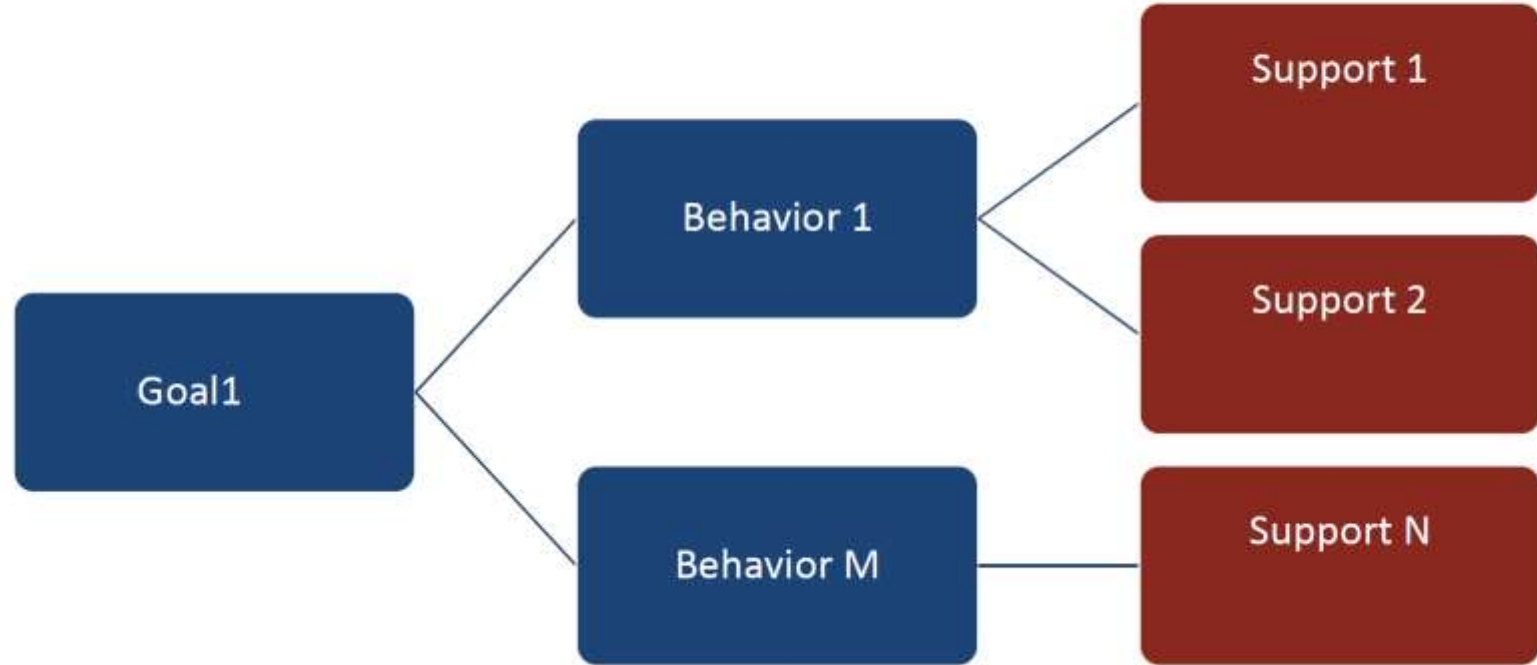 Goal1
Behavior 1
Behavior M
Support 1
Support 2
Support N